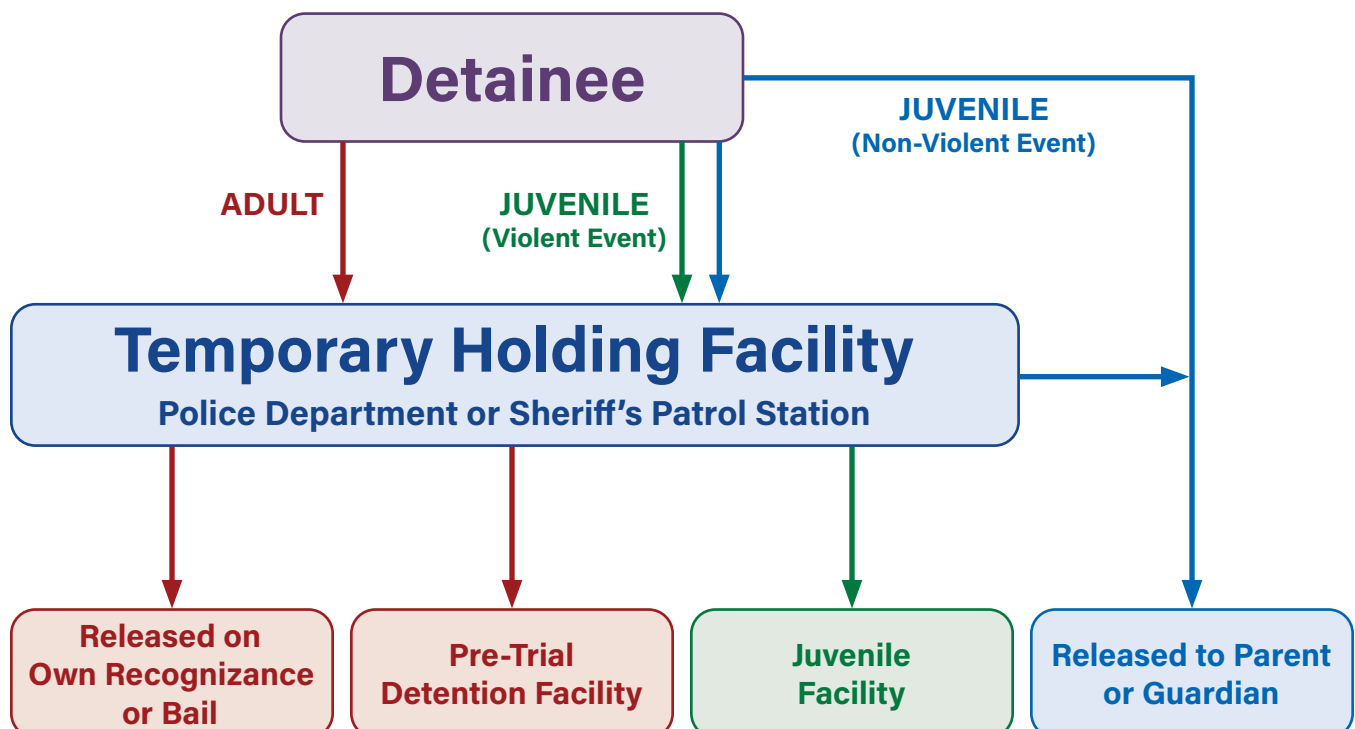 Detainee
JUVENILE
(Non-Violent Event)
ADULT
JUVENILE
(Violent Event)
Temporary Holding Facility
Police Department or Sheriff's Patrol Station
Released on
Own Recognizance
or Bail
Pre-Trial
Detention Facility
Juvenile
Facility
Released to Parent
or Guardian